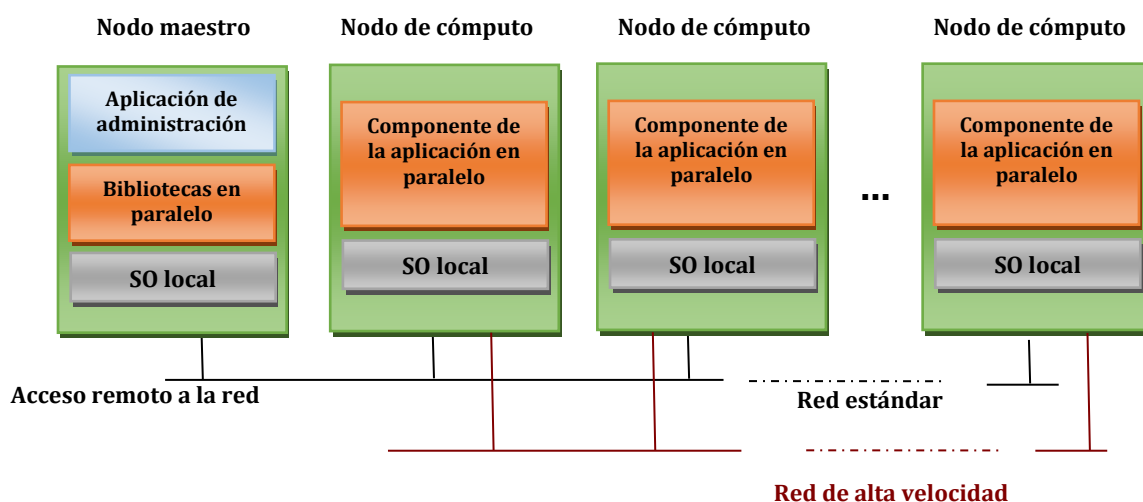 Nodo maestro
Nodo de cómputo
Nodo de cómputo
Nodo de cómputo
Aplicación de
administración
Bibliotecas en
paralelo
SO local
Componente de
la aplicación en
paralelo
SO local
Componente de
la aplicación en
paralelo
SO local
...
Componente de
la aplicación en
paralelo
SO local
Acceso remoto a la red
Red estándar
Red de alta velocidad